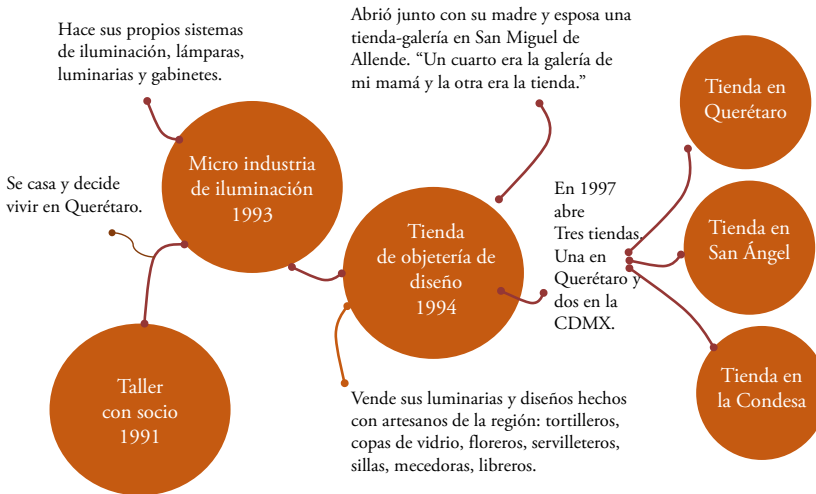 Hace sus propios sistemas
de iluminación, lámparas,
luminarias y gabinetes.
Abrió junto con su madre y esposa una
tienda-galería en San Miguel de
Allende. “Un cuarto era la galería de
mi mamá y la otra era la tienda.”
Tienda en
Querétaro
Micro industria
de iluminación
1993
Se casa y decide
vivir en Querétaro.
Tienda
de objetería de
diseño
1994
En 1997
abre
Tres tiendas.
Una en
Querétaro y
dos en la
CDMX.
Tienda en
San Ángel
Taller
con socio
1991
Vende sus luminarias y diseños hechos
con artesanos de la región: tortilleros,
copas de vidrio, floreros, servilleteros,
sillas, mecedoras, libreros.
Tienda en
la Condesa